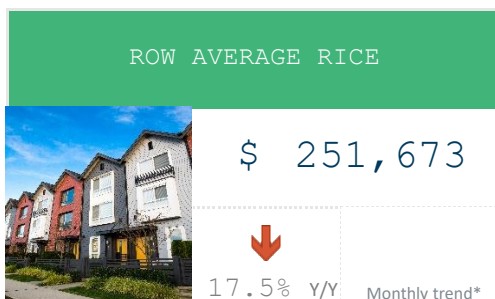 ROW AVERAGE RICE
$ 251,673
17.5% Y/Y
Monthly trend*